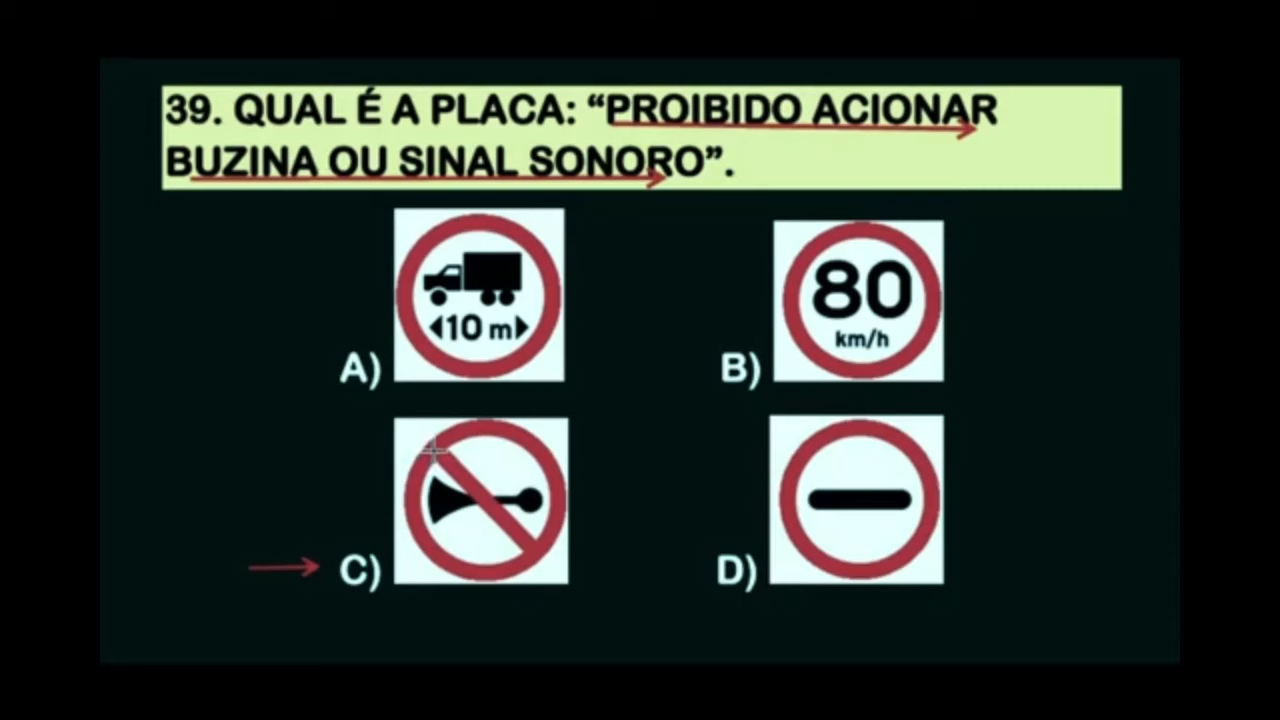 39. QUAL É A PLACA: “PROIBIDO ACIONAR
BUZINA OU SINAL SONORO”.
10 m
A)
80
km/h
B)
C)
D)